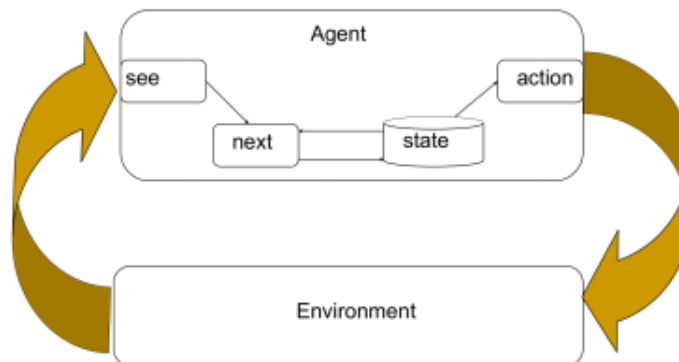 Agent
see
action
next
state
Environment